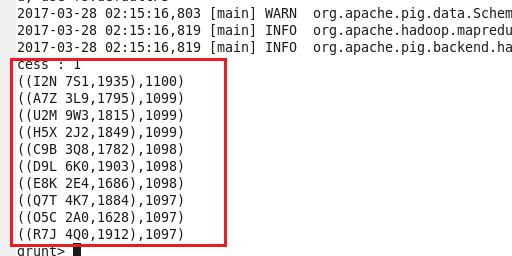 2017-03-28 02:15:16,803 [main] WARN  org.apache.pig.data.Schem
2017-03-28 02:15:16,819 [main] INFO  org.apache.hadoop.mapredu
2017-03-28 02:15:16,819 [main] INFO  org.apache.pig.backend.ha
cess : 1
((I2N 7S1,1935),1100)
((A7Z 3L9,1795),1099)
((U2M 9W3,1815),1099)
((H5X 2J2,1849),1099)
((C9B 3Q8,1782),1098)
((D9L 6K0,1903),1098)
((E8K 2E4,1686),1098)
((Q7T 4K7,1884),1097)
((O5C 2A0,1628),1097)
((R7J 4Q0,1912),1097)
grunt>